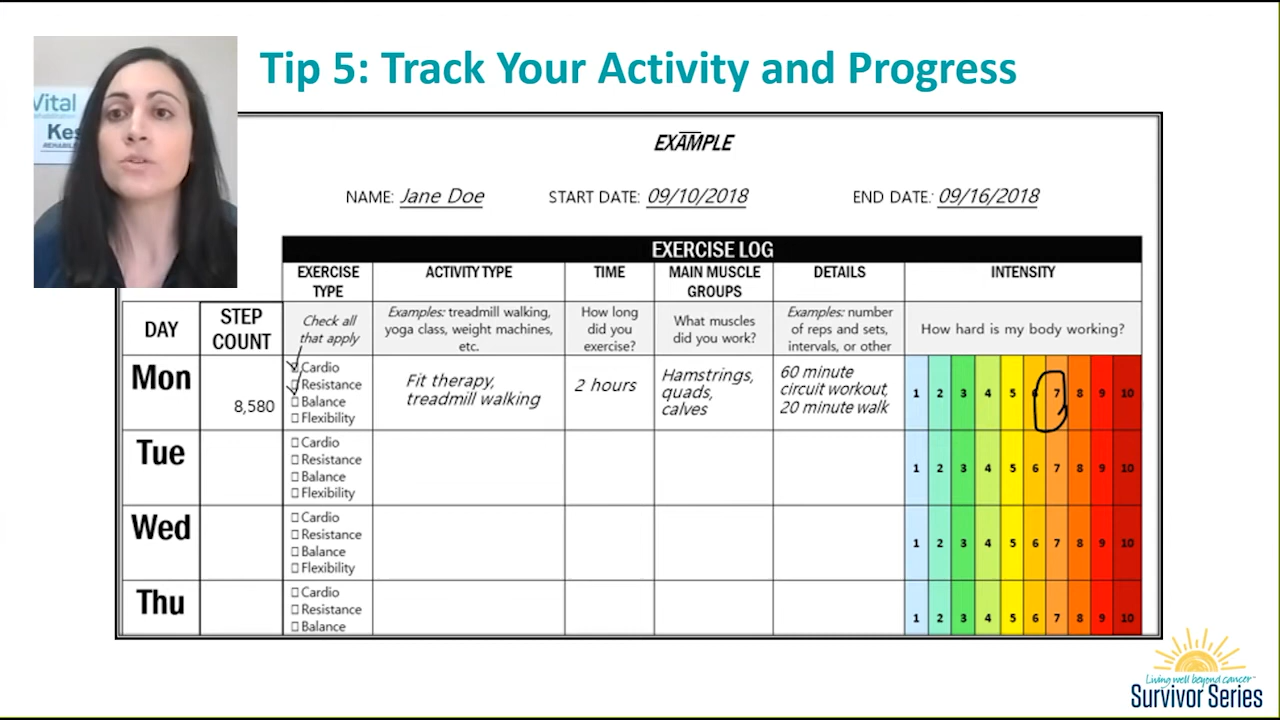 Tip 5: Track Your Activity and Progress
Vital
Kes
EXAMPLE
NAME: Jane Doe START DATE: 09/10/2018 END DATE: 09/16/2018
EXERCISE LOG
EXERCISE TYPE ACTIVITY TYPE TIME MAIN MUSCLE GROUPS DETAILS INTENSITY
DAY STEP COUNT Check all that apply Examples: treadmill walking, yoga class, weight machines, etc. How long did you exercise? What muscles did you work? Examples: number of reps and sets, intervals, or other How hard is my body working?
Mon 8,580
Cardio
Resistance
Balance
Flexibility
Fit therapy,
treadmill walking
2 hours
Hamstrings,
quads,
calves
60 minute
circuit workout,
20 minute walk
1 2 3 4 5 6 7 8 9 10
Tue
Cardio
Resistance
Balance
Flexibility
1 2 3 4 5 6 7 8 9 10
Wed
Cardio
Resistance
Balance
Flexibility
1 2 3 4 5 6 7 8 9 10
Thu
Cardio
Resistance
Balance
1 2 3 4 5 6 7 8 9 10
Living well beyond cancer™
Survivor Series